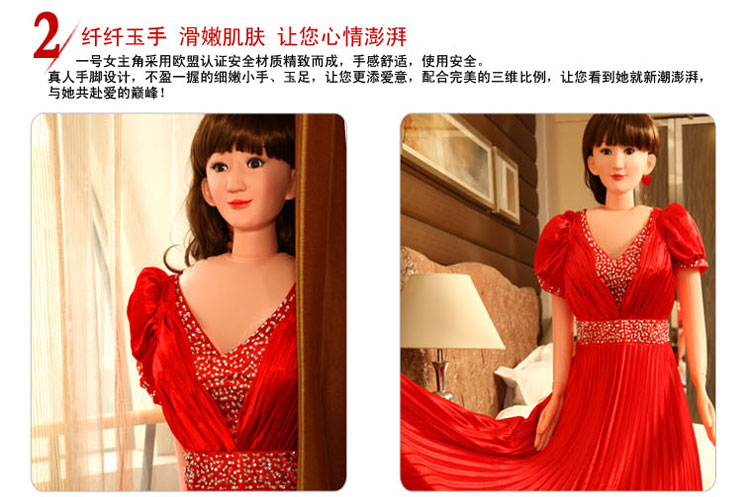 2 纤纤玉手 滑嫩肌肤 让您心情澎湃
一号女主角采用欧盟认证安全材质精致而成，手感舒适，使用安全。
真人手脚设计，不盈一握的细嫩小手、玉足，让您更添爱意，配合完美的三维比例，让您看到她就新潮澎湃，
与她共赴爱的巅峰！